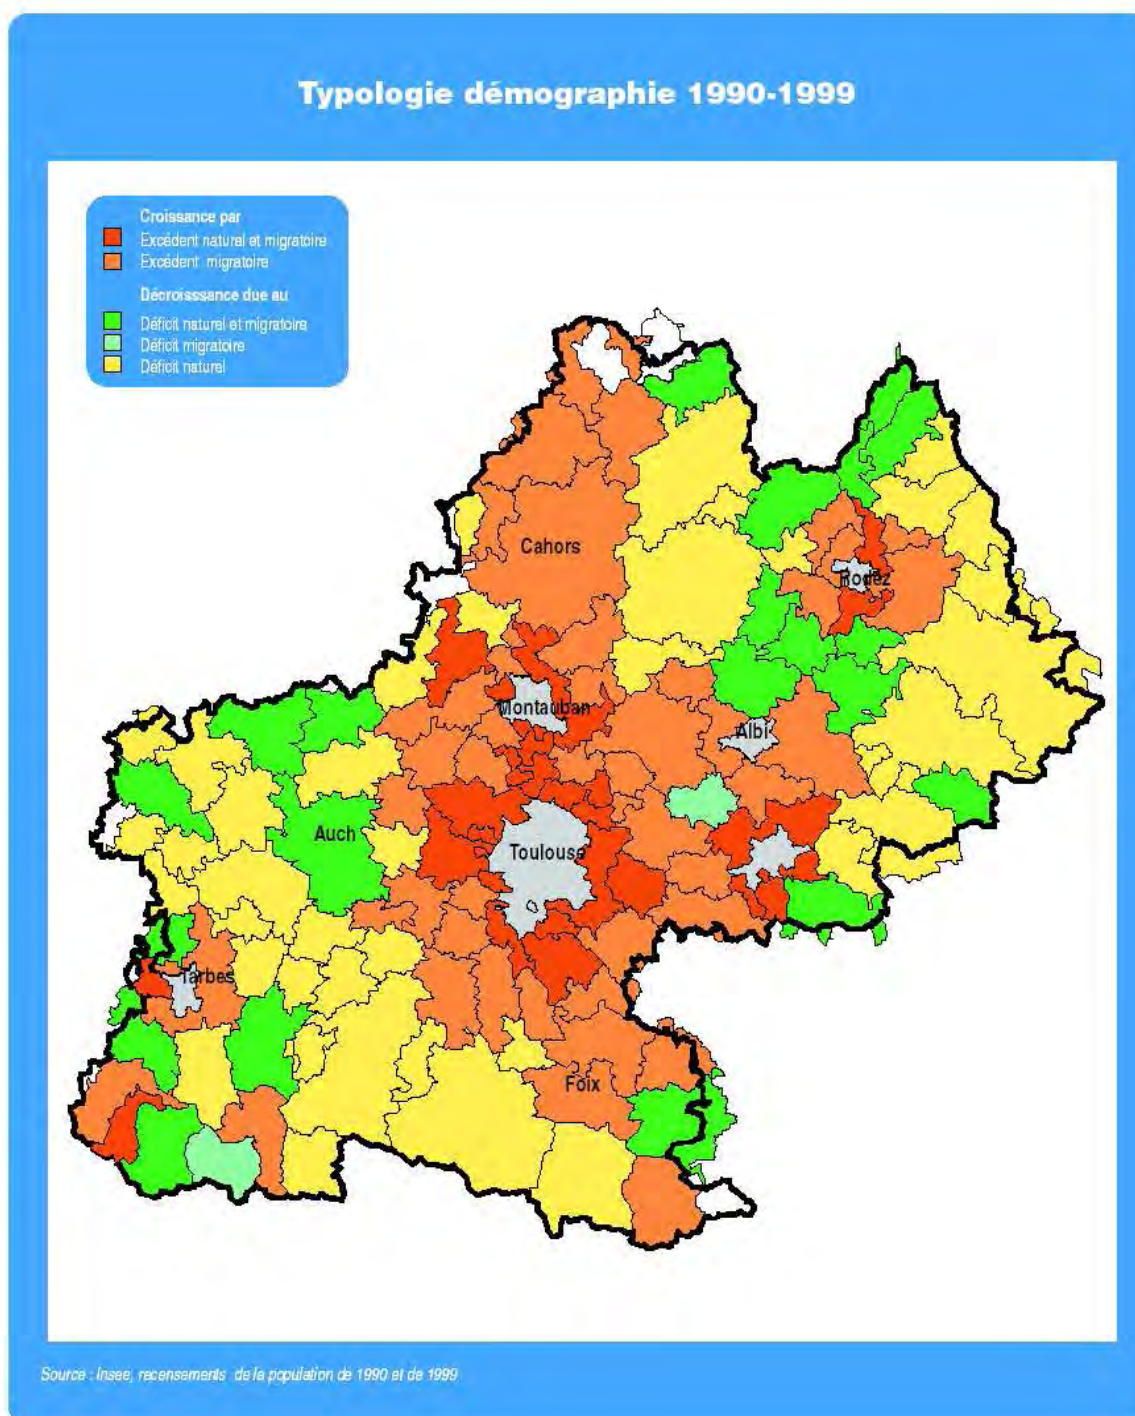 Typologie démographie 1990-1999
Croissance par
Excédent naturel et migratoire
Excédent migratoire
Décroisssance due au
Déficit naturel et migratoire
Déficit migratoire
Déficit naturel
Cahors
Rodez
Montauban
Albi
Auch
Toulouse
Tarbes
Foix
Source : Insee, recensements de la population de 1990 et de 1999